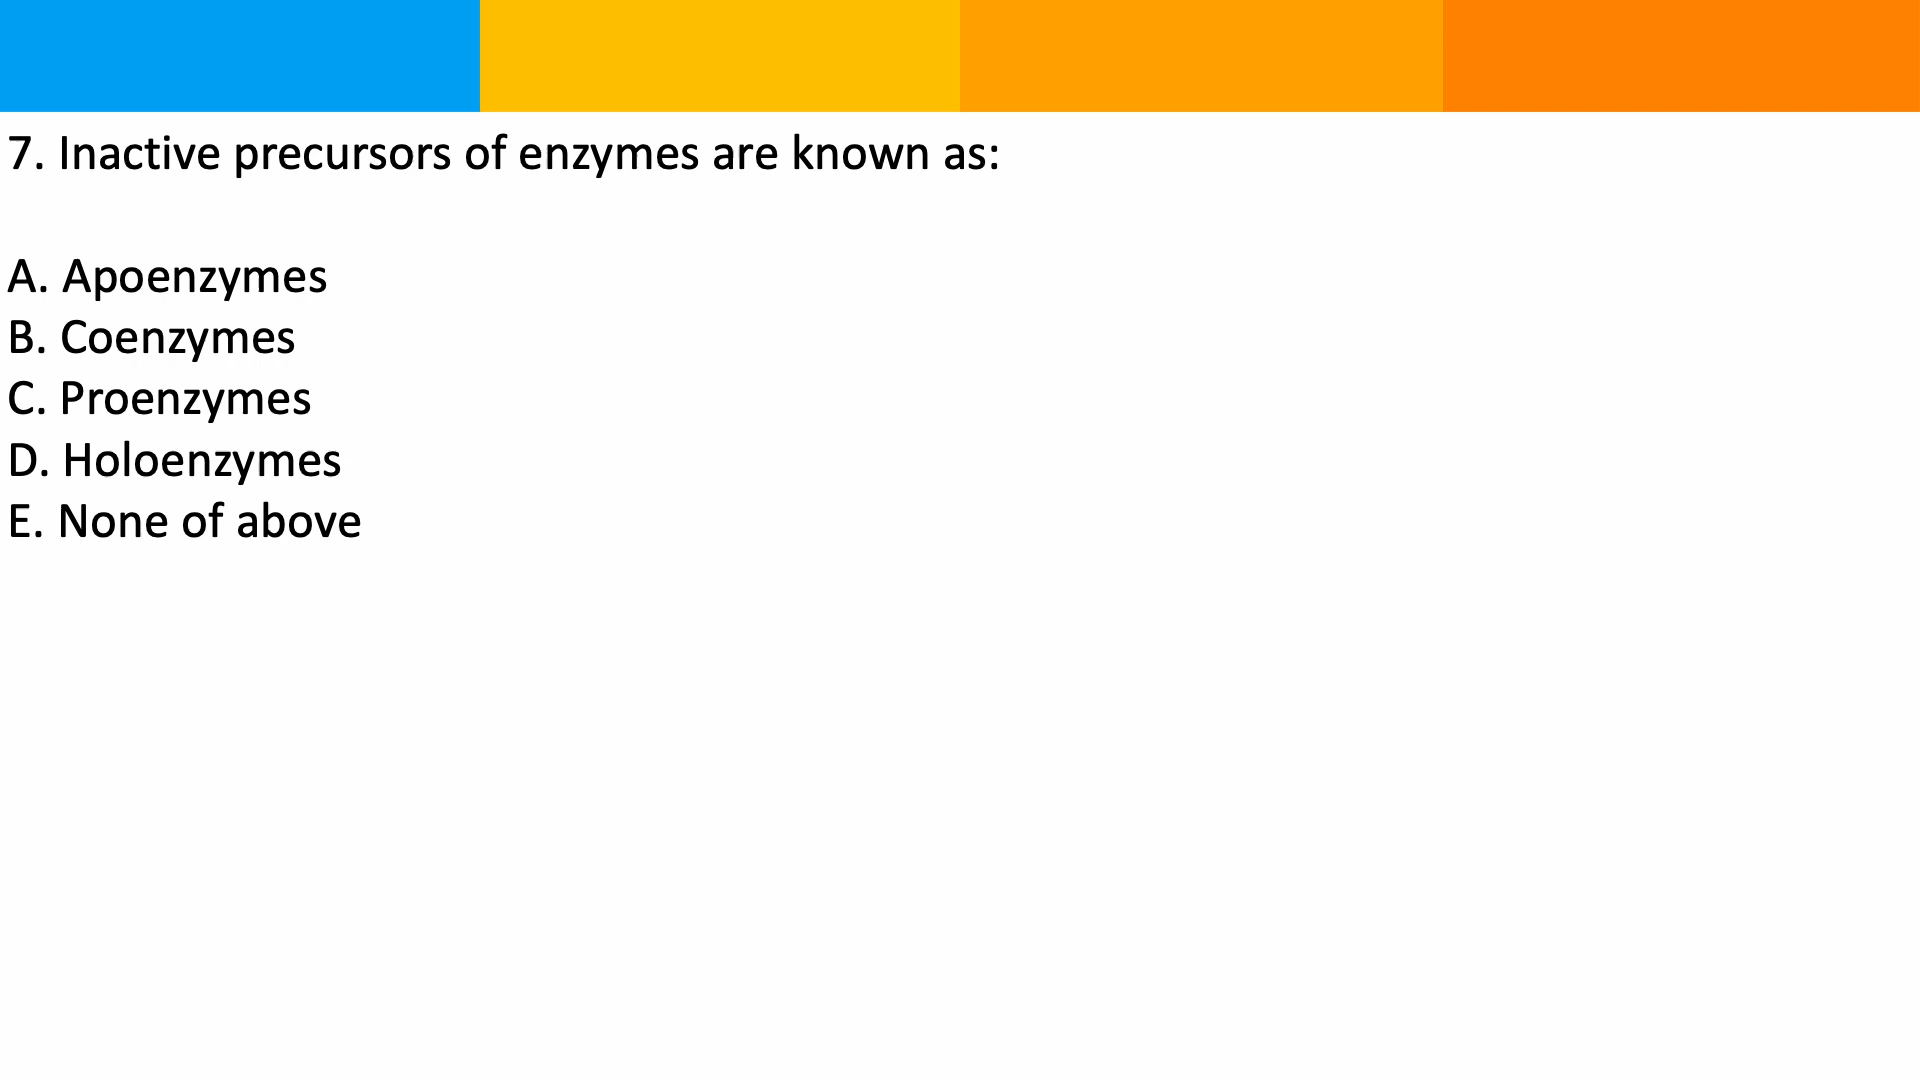 7. Inactive precursors of enzymes are known as:
A. Apoenzymes
B. Coenzymes
C. Proenzymes
D. Holoenzymes
E. None of above